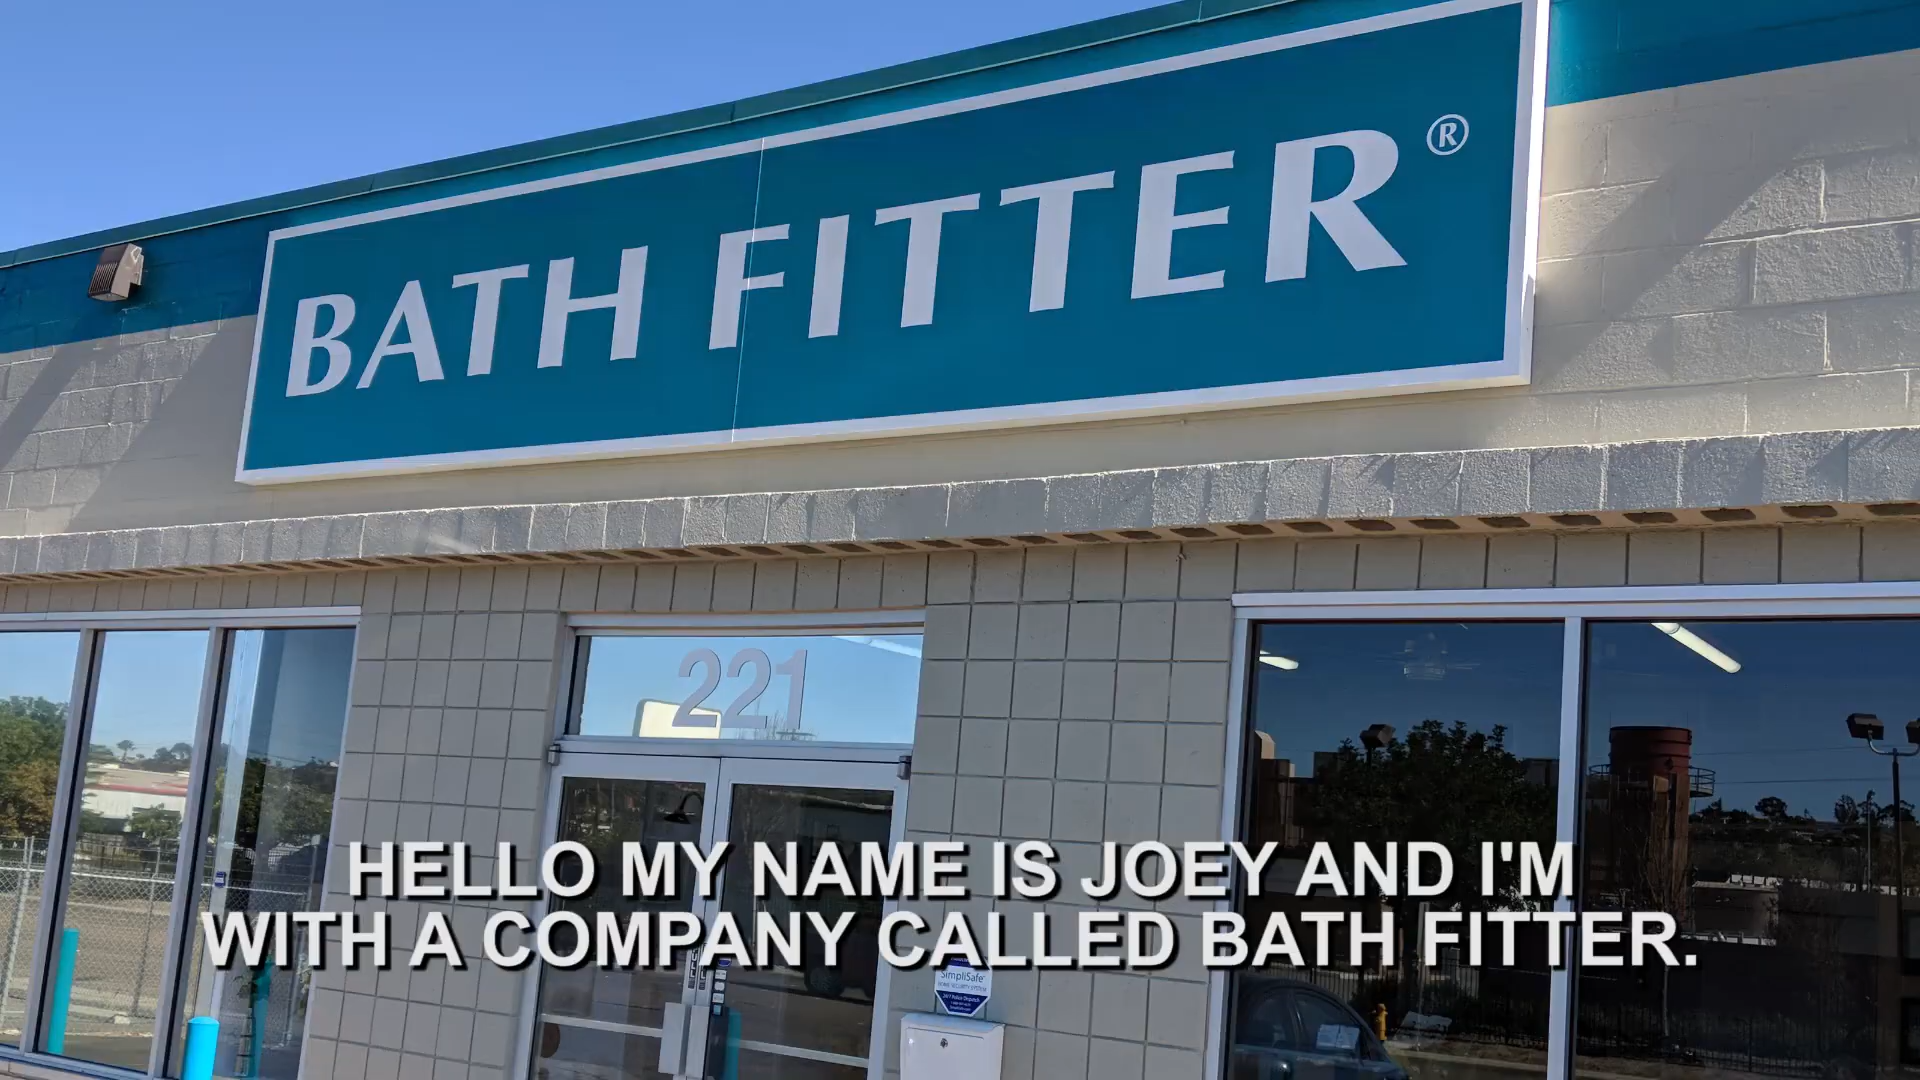 BATH FITTER®
221
HELLO MY NAME IS JOEY AND I'M
WITH A COMPANY CALLED BATH FITTER.
SimpliSafe